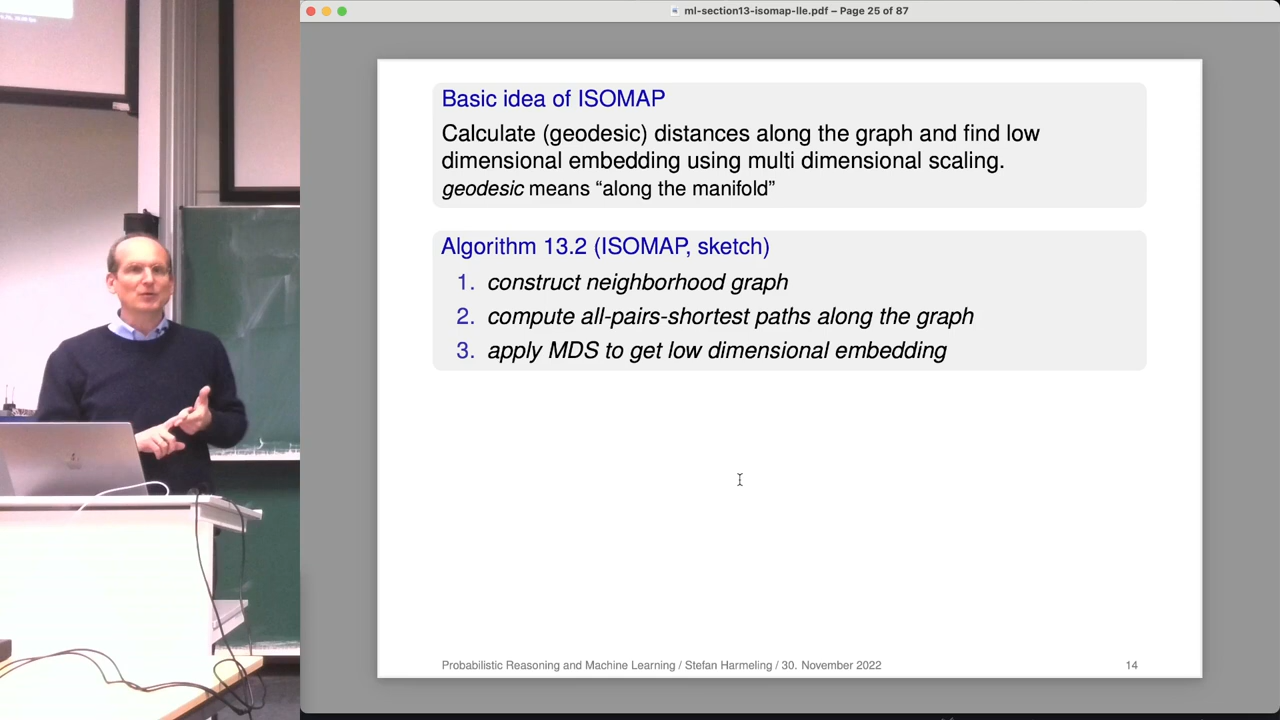 ml-section13-isomap-lle.pdf – Page 25 of 87
Basic idea of ISOMAP
Calculate (geodesic) distances along the graph and find low
dimensional embedding using multi dimensional scaling.
geodesic means “along the manifold”
Algorithm 13.2 (ISOMAP, sketch)
1. construct neighborhood graph
2. compute all-pairs-shortest paths along the graph
3. apply MDS to get low dimensional embedding
Probabilistic Reasoning and Machine Learning / Stefan Harmeling / 30. November 2022
14